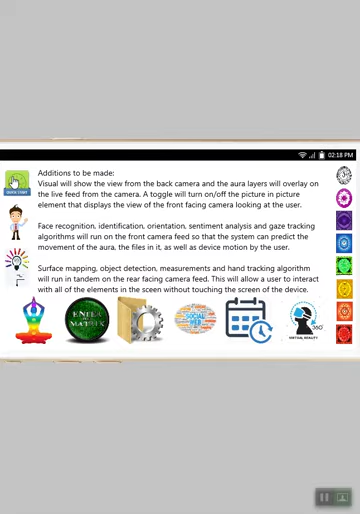 02:18 PM
Additions to be made:
Visual will show the view from the back camera and the aura layers will overlay on
the live feed from the camera. A toggle will turn on/off the picture in picture
element that displays the view of the front facing camera looking at the user.
QUICK START
Face recognition, identification, orientation, sentiment analysis and gaze tracking
algorithms will run on the front camera feed so that the system can predict the
movement of the aura, the files in it, as well as device motion by the user.
Surface mapping, object detection, measurements and hand tracking algorithm
will run in tandem on the rear facing camera feed. This will allow a user to interact
with all of the elements in the sceen without touching the screen of the device.
ENTER
MATRIX
SOCIAL
WEB
360°
VIRTUAL REALITY